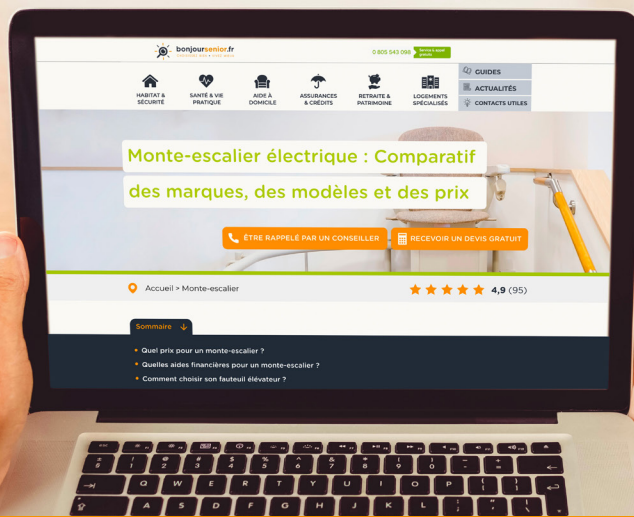 bonjoursenior.fr
0 805 543 098 Service & appel gratuits
GUIDES
ACTUALITÉS
CONTACTS UTILES
HABITAT & SÉCURITÉ
SANTÉ & VIE PRATIQUE
AIDE À DOMICILE
ASSURANCES & CRÉDITS
RETRAITE & PATRIMOINE
LOGEMENTS SPÉCIALISÉS
Monte-escalier électrique : Comparatif
des marques, des modèles et des prix
ÊTRE RAPPELÉ PAR UN CONSEILLER
RECEVOIR UN DEVIS GRATUIT
Accueil > Monte-escalier
4,9 (95)
Sommaire
Quel prix pour un monte-escalier ?
Quelles aides financières pour un monte-escalier ?
Comment choisir son fauteuil élévateur ?
Q W E R T Y U I O P
A S D F G H J K L